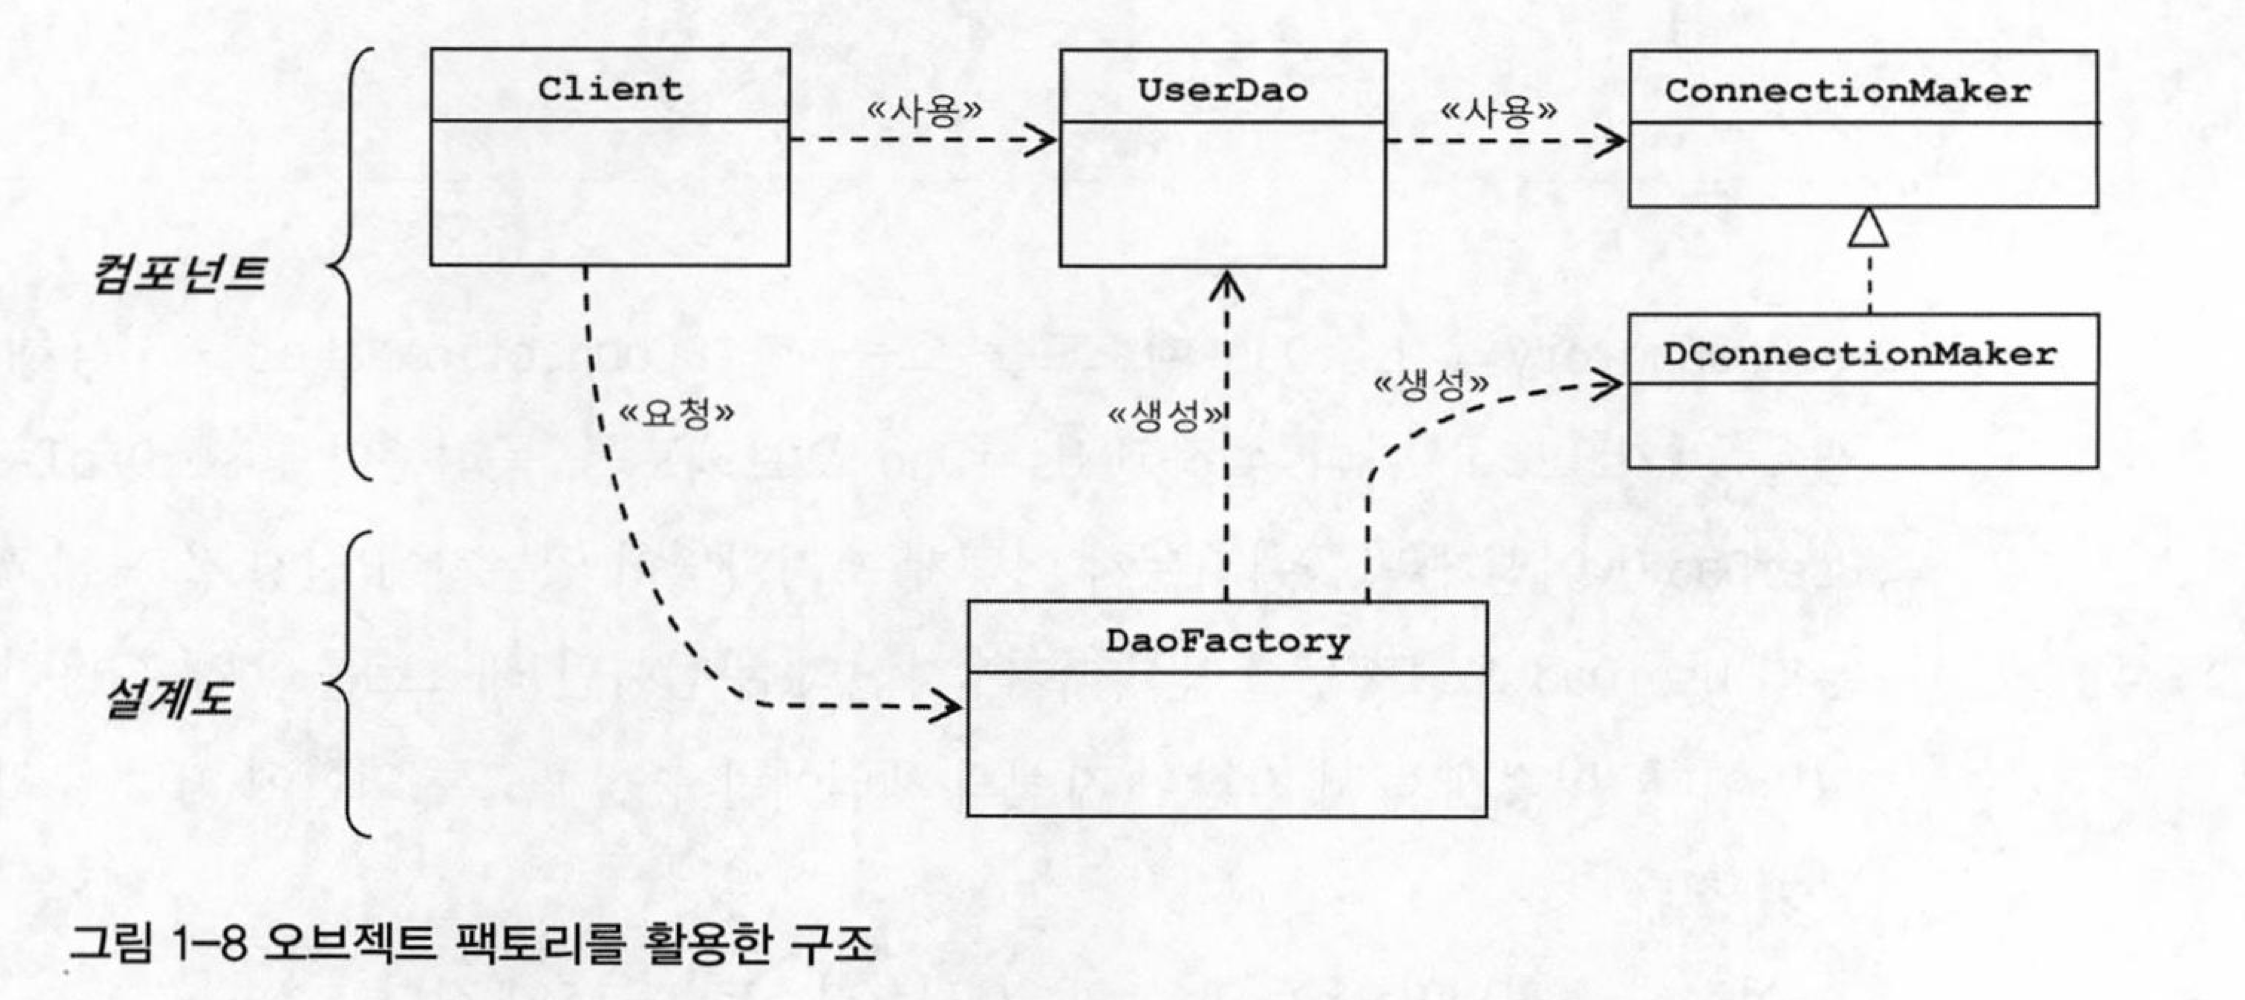 Client
«사용»
UserDao
«사용»
ConnectionMaker
컴포넌트
DConnectionMaker
«요청»
«생성»
«생성»
DaoFactory
설계도
그림 1-8 오브젝트 팩토리를 활용한 구조